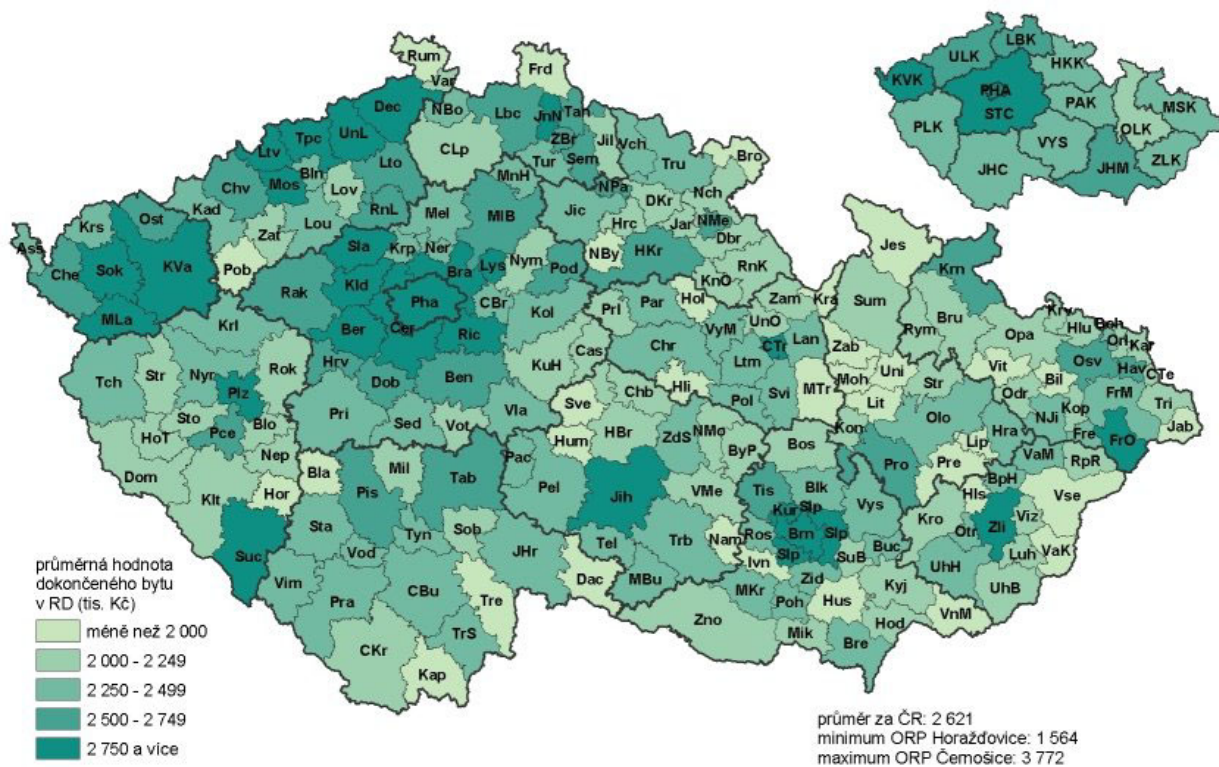 Rum
Frd
Var
Dec
NBo
Lbc
JnN
Tan
Tpc
UnL
Ltv
CLp
ZBr
Jil
Vch
Bro
Lto
Tur
Sem
Tru
Bln
Mos
Chv
Lov
MnH
NPa
Nch
Kad
RnL
Mel
MlB
Jic
DKr
Ost
Lou
Hrc
Jar
NMe
Krs
Zat
Sla
Krp
Ner
Dbr
Ass
Nym
NBy
HKr
Che
Sok
KVa
Pob
Bra
Lys
Pod
RnK
Jes
Rak
Kld
Pha
CBr
KnO
Krn
MLa
Krl
Ber
Cer
Ric
Kol
Prl
Par
Hol
Zam
Kra
Sum
Rym
Bru
Opa
Krv
Hlu
Boh
Orl
Kar
UnO
VyM
Chr
CTr
Lan
Zab
Tch
Str
Nyr
Rok
Hrv
Dob
Ben
KuH
Cas
Ltm
Moh
Uni
Vit
Osv
Hav
CTe
Plz
Hli
Pol
Svi
MTr
Lit
Str
Odr
Bil
FrM
Tri
Sto
Pce
Blo
Pri
Sed
Vot
Vla
Sve
Chb
Kon
Olo
NJi
Kop
Jab
HoT
Nep
Hum
HBr
ZdS
NMo
Bos
Hra
Fre
FrO
Dom
Klt
Hor
Bla
Mil
Tab
Pac
Pel
ByP
Pro
Lip
Pre
VaM
RpR
Pis
Jih
VMe
Tis
Blk
Vys
BpH
Hls
Vse
Suc
Sta
Vod
Tyn
Sob
JHr
Tel
Trb
Nam
Kur
Slp
Ros
Brn
Slp
Kro
Otr
Zli
Viz
Ivn
Slp
SuB
Buc
Luh
VaK
Vim
Pra
CBu
Tre
Dac
MBu
MKr
Zid
Poh
UhH
UhB
Hus
Kyj
Zno
VnM
TrS
Mik
Bre
Hod
CKr
Kap
ULK
LBK
HKK
KVK
PHA
STC
PAK
MSK
PLK
VYS
OLK
JHC
JHM
ZLK
průměrná hodnota
dokončeného bytu
v RD (tis. Kč)
méně než 2 000
2 000 - 2 249
2 250 - 2 499
2 500 - 2 749
2 750 a více
průměr za ČR: 2 621
minimum ORP Horažďovice: 1 564
maximum ORP Černošice: 3 772